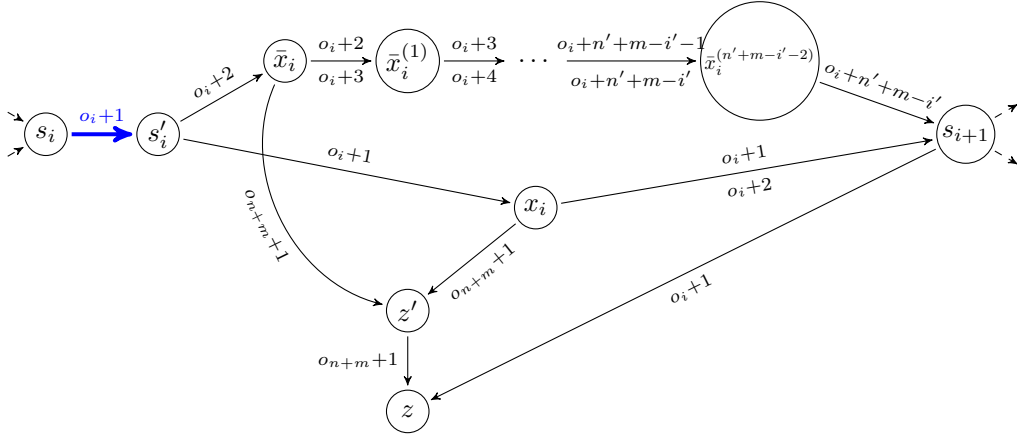 o_i+2
o_i+3
o_i+n'+m−i'−1
x̄_i
x̄_i^{(1)}
⋯
x̄_i^{(n'+m−i'−2)}
o_i+3
o_i+4
o_i+n'+m−i'
o_i+2
o_i+n'+m−i'
o_i+1
s_i
s'_i
s_{i+1}
o_i+1
o_i+1
o_i+2
x_i
o_{n+m}+1
o_{n+m}+1
o_i+1
z'
o_{n+m}+1
z